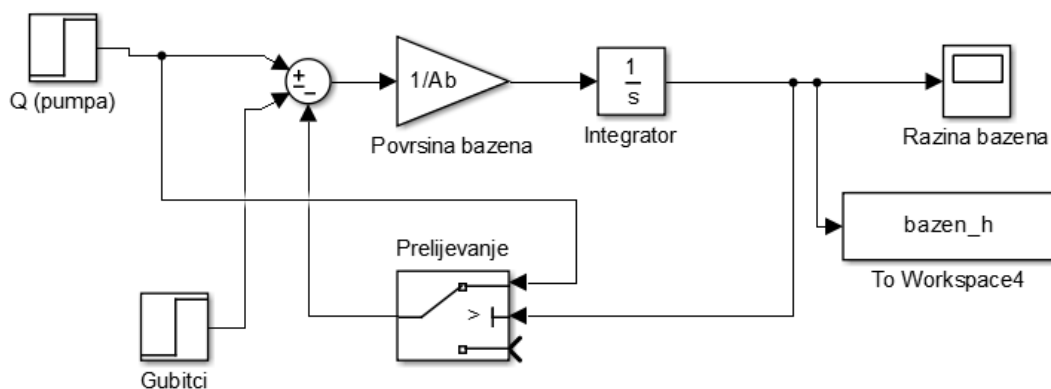 Q (pumpa)
+
−
−
1/Ab
Povrsina bazena
1
s
Integrator
Razina bazena
bazen_h
To Workspace4
Prelijevanje
>
Gubitci